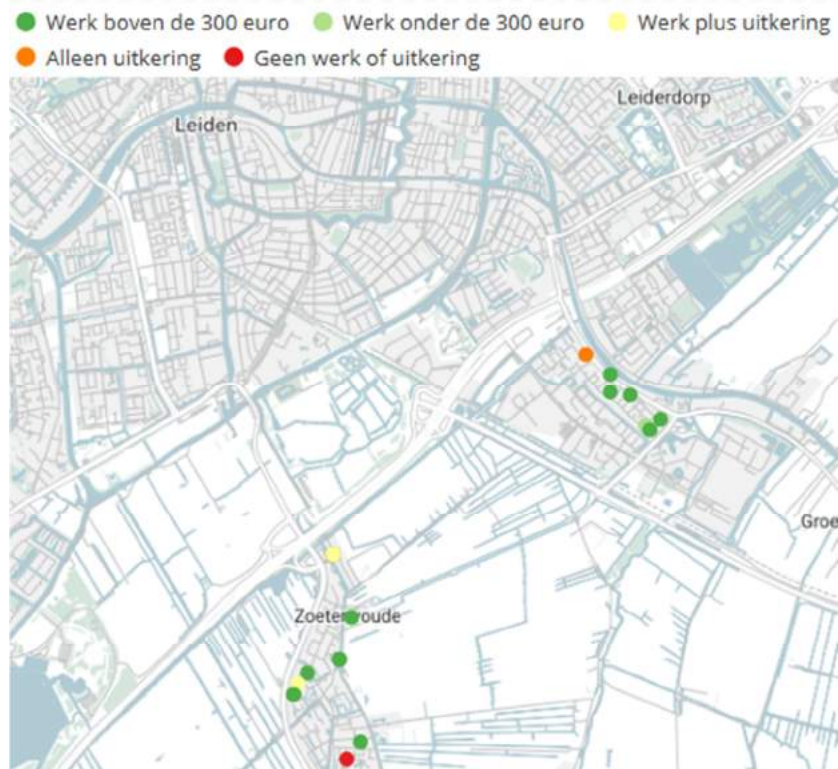 Werk boven de 300 euro Werk onder de 300 euro Werk plus uitkering
Alleen uitkering Geen werk of uitkering
Leiderdorp
Leiden
Groe
Zoeterwoude